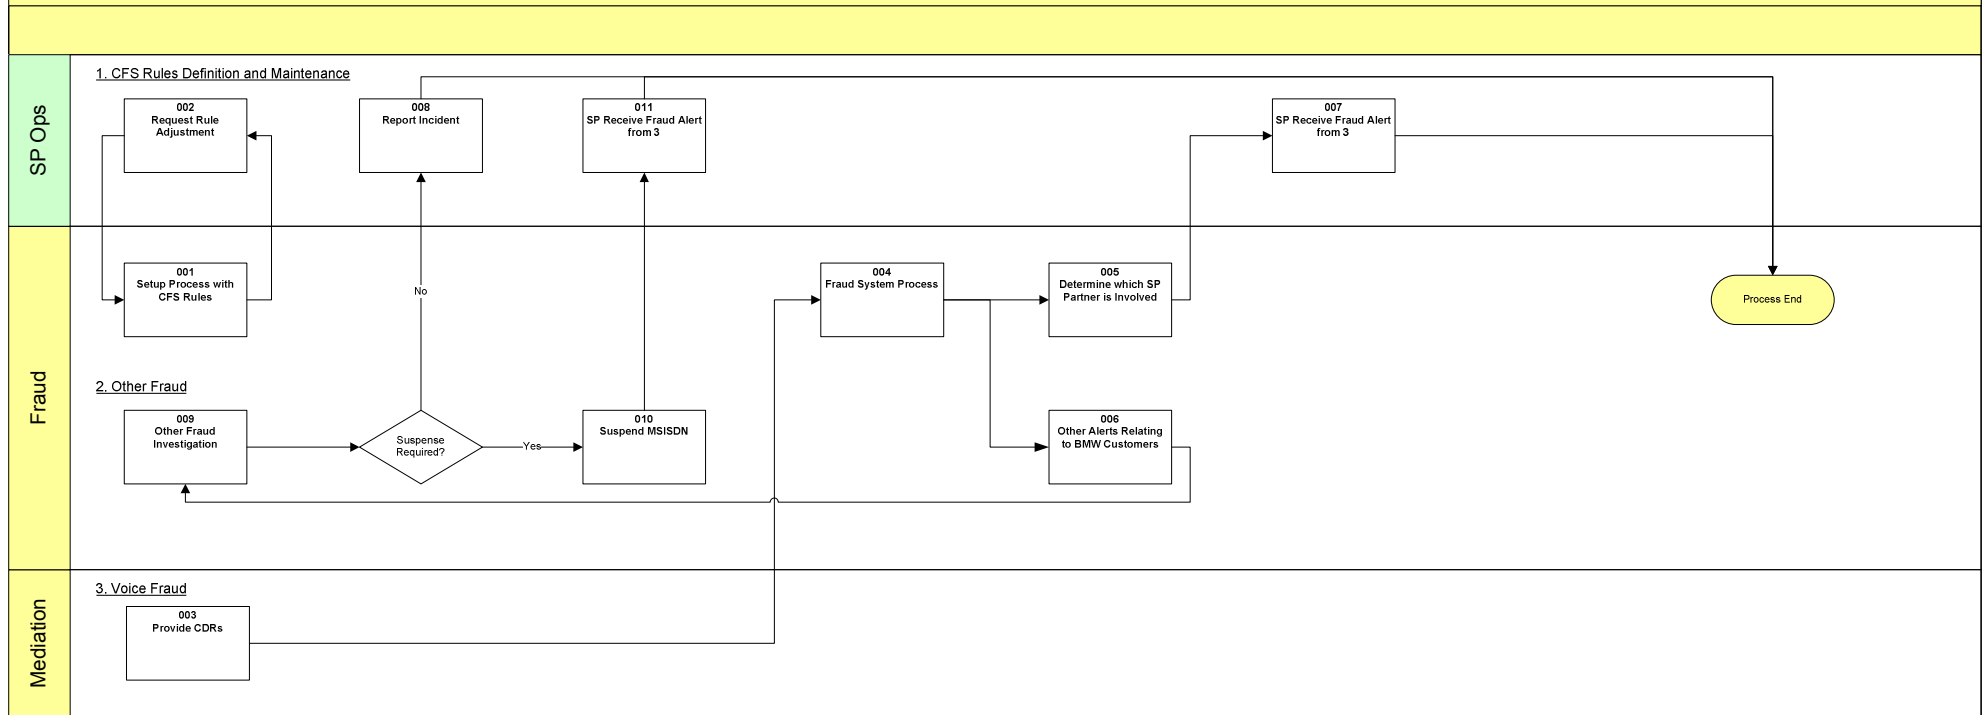 SP Ops
1. CFS Rules Definition and Maintenance
002
Request Rule
Adjustment
008
Report Incident
011
SP Receive Fraud Alert
from 3
007
SP Receive Fraud Alert
from 3
Fraud
001
Setup Process with
CFS Rules
No
004
Fraud System Process
005
Determine which SP
Partner is Involved
Process End
2. Other Fraud
009
Other Fraud
Investigation
Suspense
Required?
Yes
010
Suspend MSISDN
006
Other Alerts Relating
to BMW Customers
Mediation
3. Voice Fraud
003
Provide CDRs